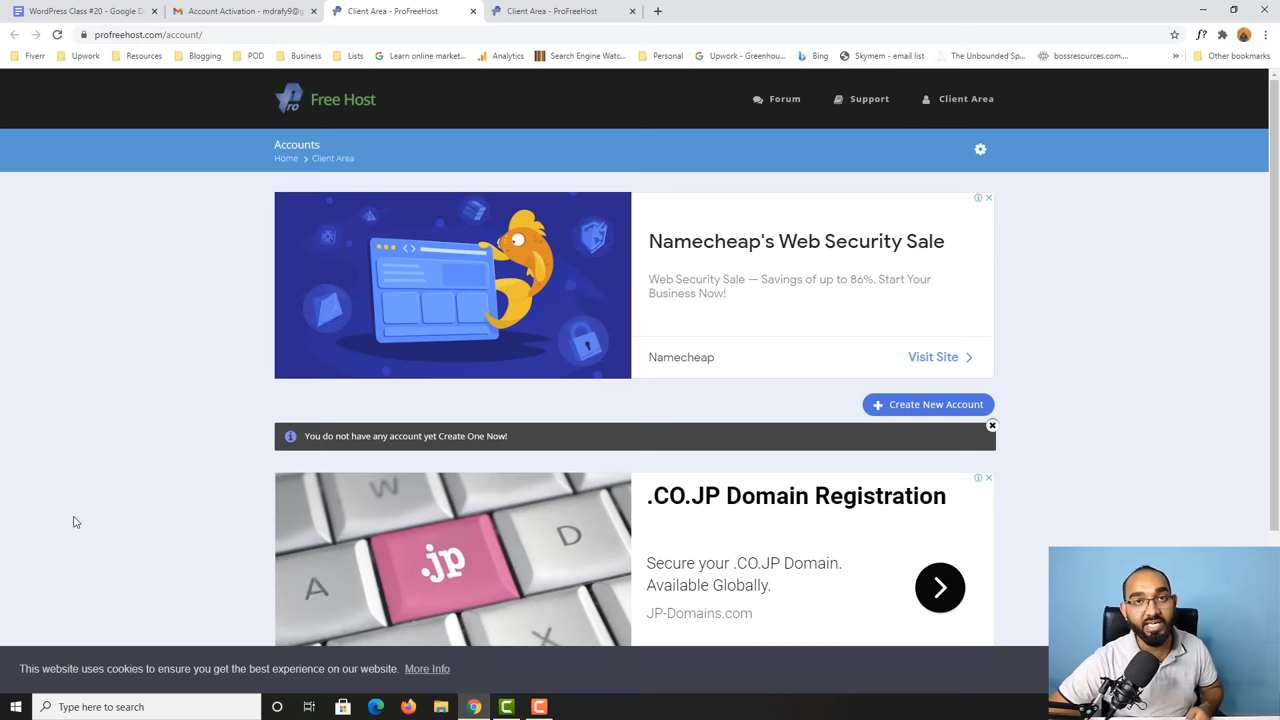 WordPress Class #20 - Google D
Account Activation - mdrafy9@g
Client Area - ProFreeHost
Client Area - ProFreeHost
profreehost.com/account/
Fiverr
Upwork
Resources
Blogging
POD
Business
Lists
Learn online market...
Analytics
Search Engine Watc...
Personal
Upwork - Greenhou...
Bing
Skymem - email list
The Unbounded Sp...
bossresources.com...
»
Other bookmarks
Pro Free Host
Forum
Support
Client Area
Accounts
Home > Client Area
Namecheap's Web Security Sale
Web Security Sale — Savings of up to 86%. Start Your
Business Now!
Namecheap
Visit Site
+ Create New Account
You do not have any account yet Create One Now!
W
D
A
X
.jp
.CO.JP Domain Registration
Secure your .CO.JP Domain.
Available Globally.
JP-Domains.com
This website uses cookies to ensure you get the best experience on our website. More Info
Type here to search